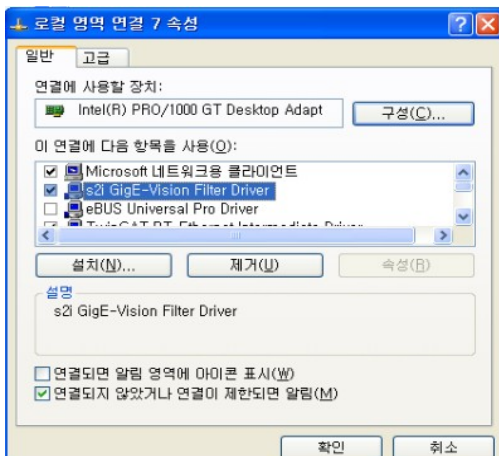 로컬 영역 연결 7 속성
일반 고급
연결에 사용할 장치:
Intel(R) PRO/1000 GT Desktop Adapt
구성(C)...
이 연결에 다음 항목을 사용(O):
Microsoft 네트워크용 클라이언트
s2i GigE-Vision Filter Driver
eBUS Universal Pro Driver
TwinCAT RT-Ethernet Intermediate Driver
설치(N)... 제거(U) 속성(R)
설명
s2i GigE-Vision Filter Driver
연결되면 알림 영역에 아이콘 표시(W)
연결되지 않았거나 연결이 제한되면 알림(M)
확인 취소